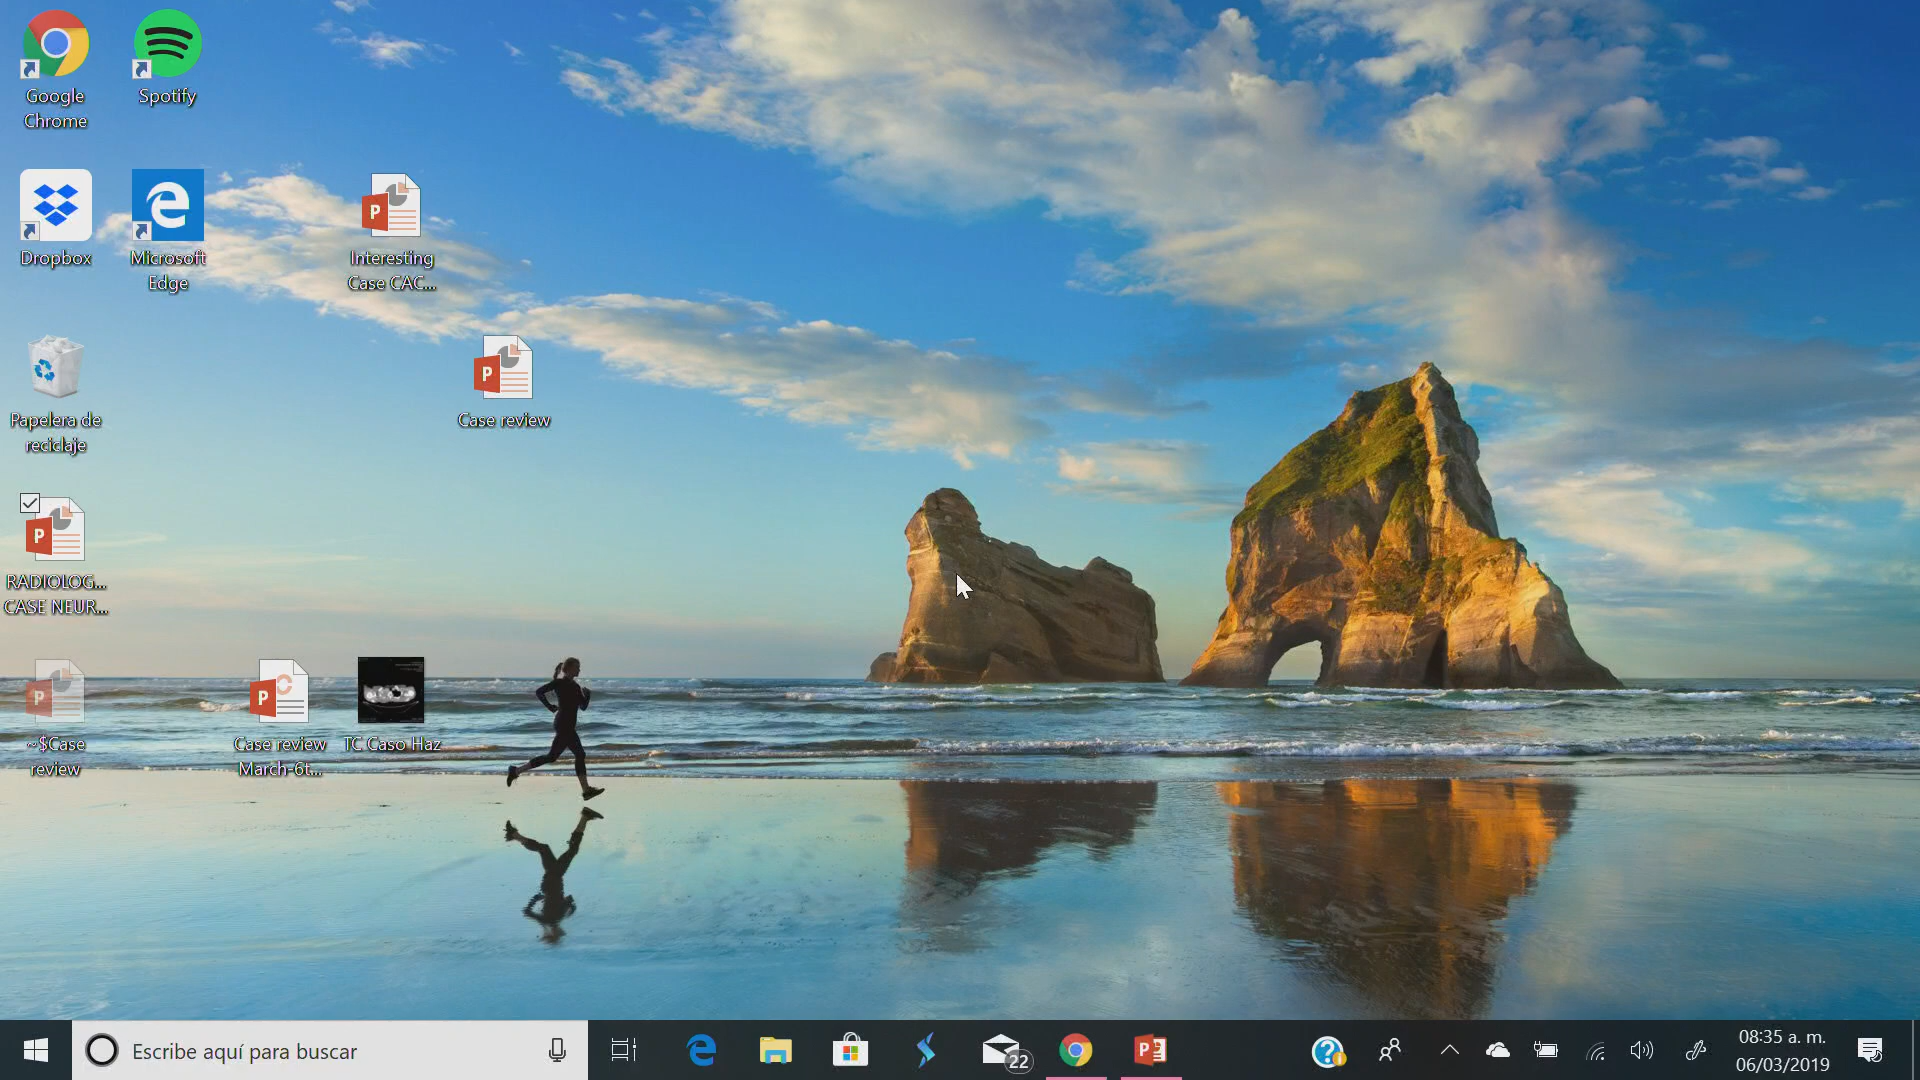 Google
Chrome
Spotify
Dropbox
Microsoft
Edge
Interesting
Case CAC...
Papelera de
reciclaje
Case review
RADIOLOG...
CASE NEUR...
~$Case
review
Case review
March-6t...
TC Caso Haz
Escribe aquí para buscar
22
08:35 a. m.
06/03/2019